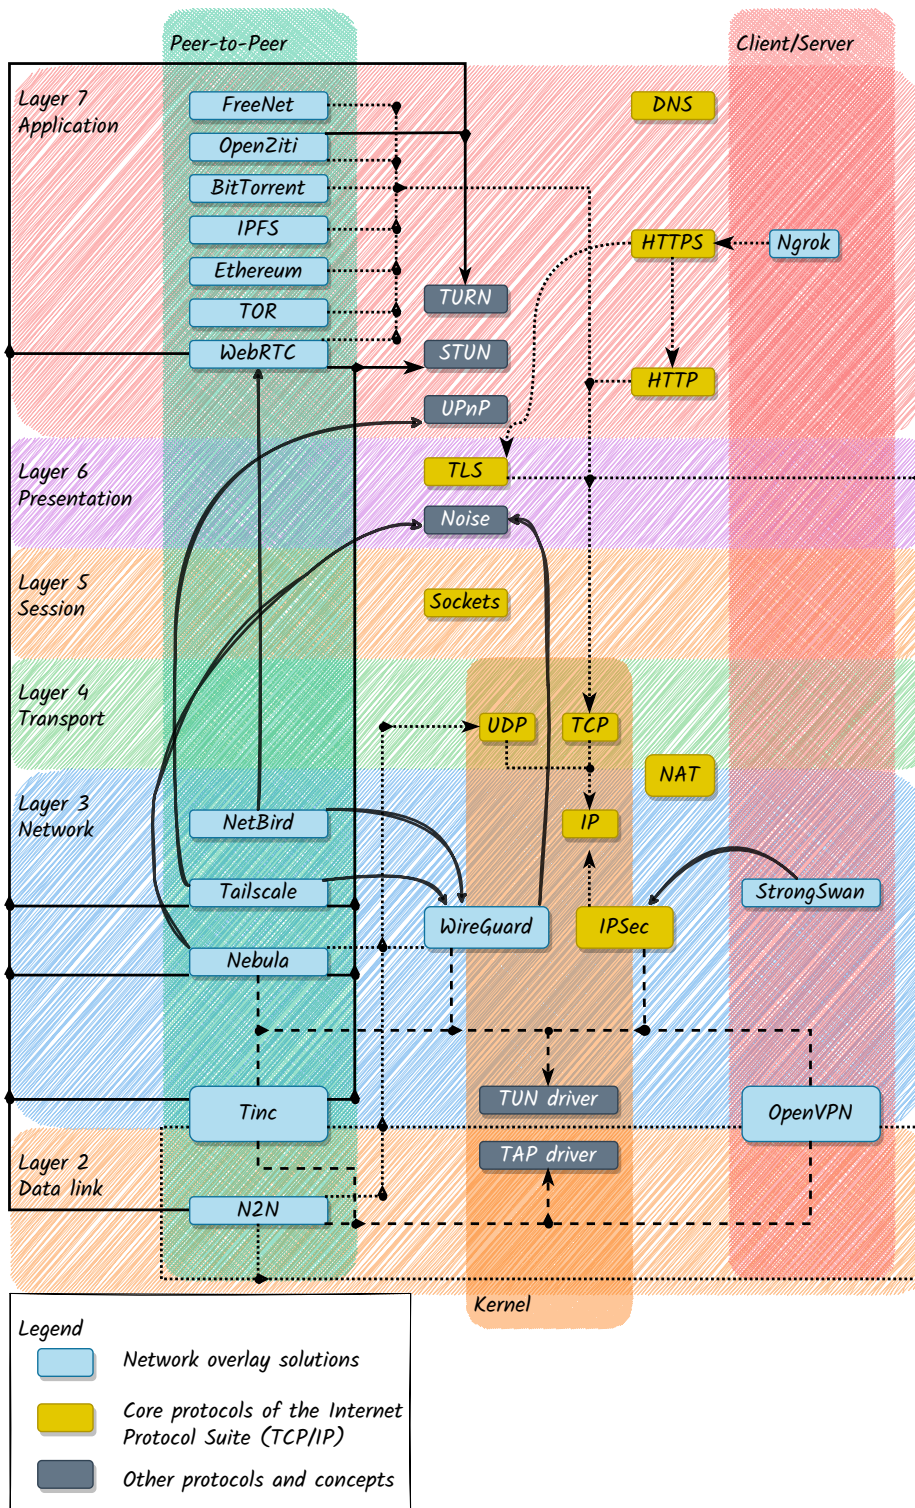 Peer-to-Peer
Client/Server
Layer 7
Application
FreeNet
DNS
OpenZiti
BitTorrent
IPFS
HTTPS
Ngrok
Ethereum
TURN
TOR
WebRTC
STUN
HTTP
UPnP
Layer 6
Presentation
TLS
Noise
Layer 5
Session
Sockets
Layer 4
Transport
UDP
TCP
NAT
Layer 3
Network
NetBird
IP
Tailscale
StrongSwan
WireGuard
IPSec
Nebula
Tinc
TUN driver
OpenVPN
Layer 2
Data link
TAP driver
N2N
Kernel
Legend
Network overlay solutions
Core protocols of the Internet
Protocol Suite (TCP/IP)
Other protocols and concepts